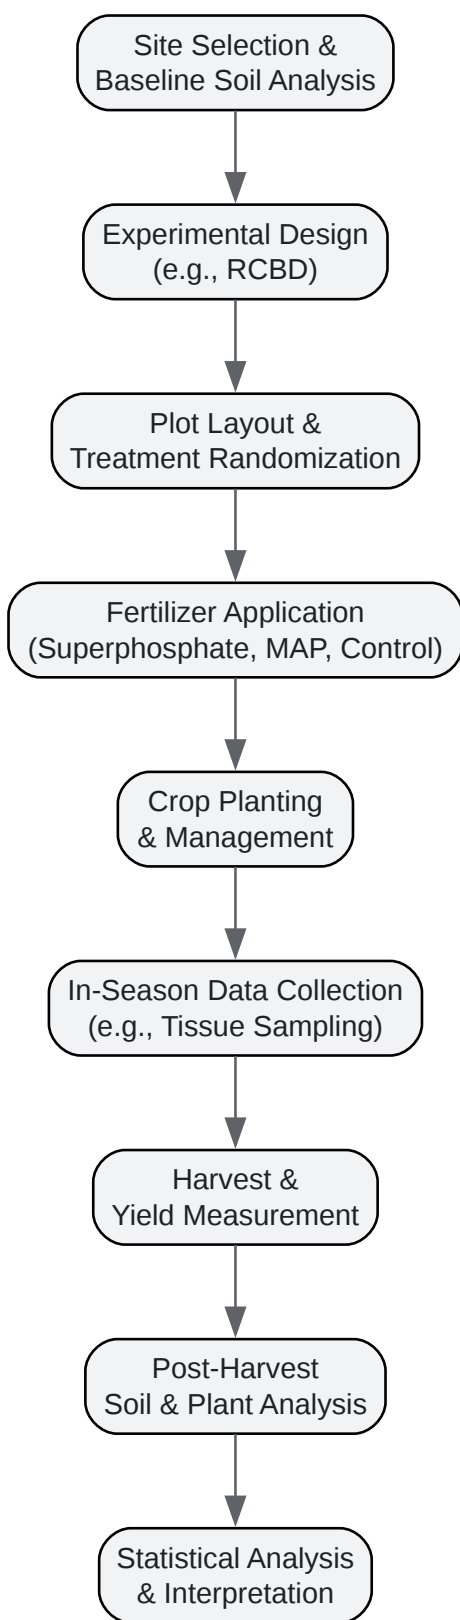 Site Selection &
Baseline Soil Analysis
Experimental Design
(e.g., RCBD)
Plot Layout &
Treatment Randomization
Fertilizer Application
(Superphosphate, MAP, Control)
Crop Planting
& Management
In-Season Data Collection
(e.g., Tissue Sampling)
Harvest &
Yield Measurement
Post-Harvest
Soil & Plant Analysis
Statistical Analysis
& Interpretation